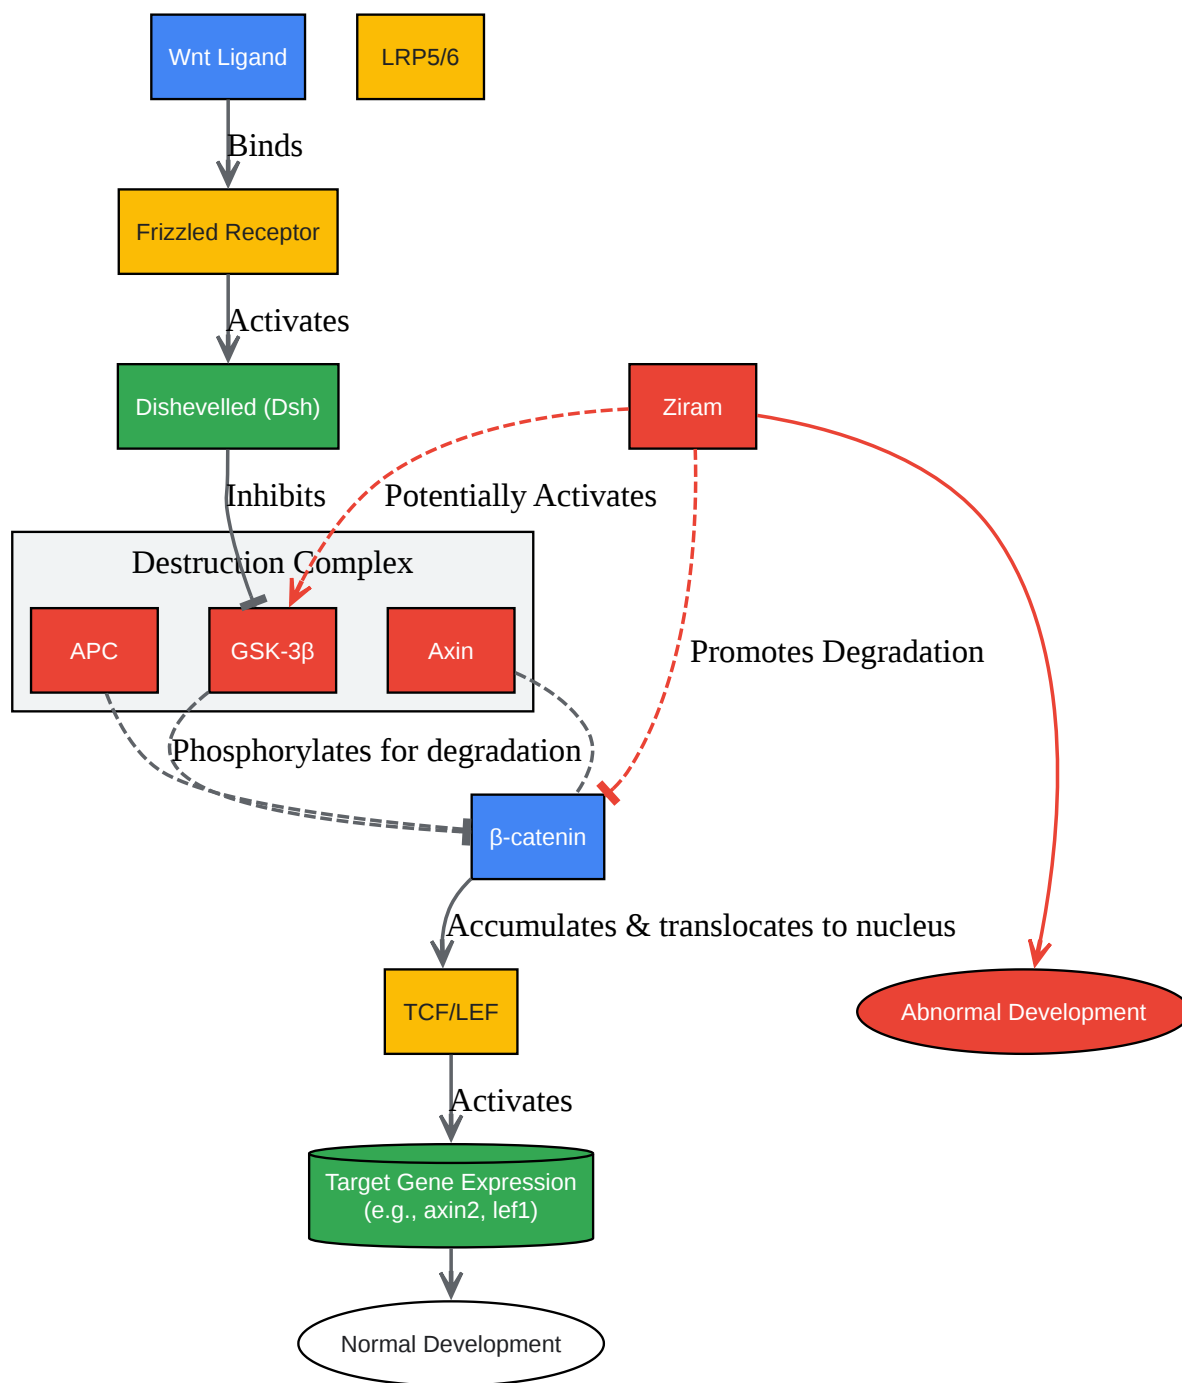 Wnt Ligand
LRP5/6
Binds
Frizzled Receptor
Activates
Dishevelled (Dsh)
Ziram
Inhibits
Potentially Activates
Destruction Complex
APC
GSK-3β
Axin
Promotes Degradation
Phosphorylates for degradation
β-catenin
Accumulates & translocates to nucleus
TCF/LEF
Abnormal Development
Activates
Target Gene Expression
(e.g., axin2, lef1)
Normal Development